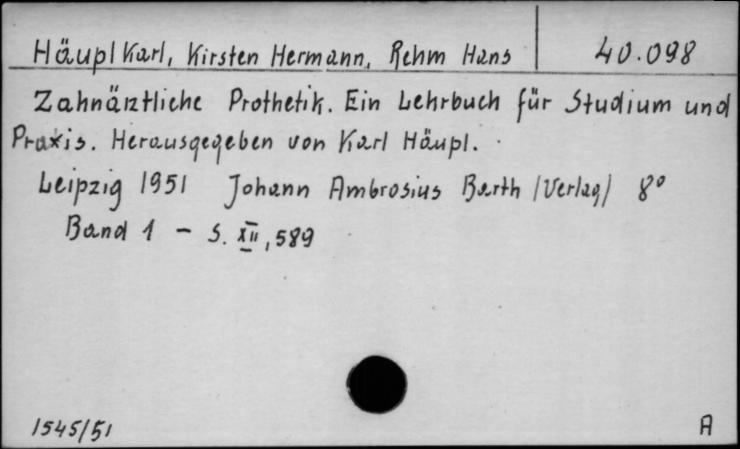 Häupl Karl, Kirsten Hermann, Rehm Hans 40.098
Zahnärztliche Prothetik. Ein Lehrbuch für Studium und
Praxis. Herausgegeben von Karl Häupl.
Leipzig 1951 Johann Ambrosius Barth /Verlag/ 8°
Band 1 - S. XII, 589
1545/51 A